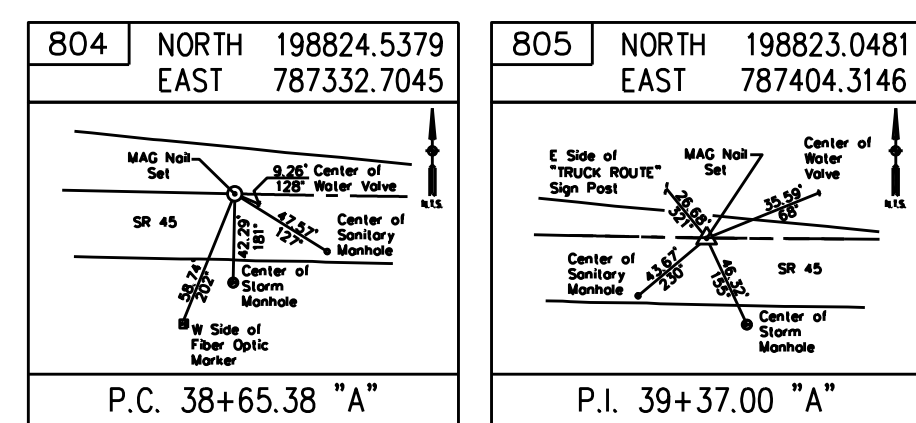 804
NORTH 198824.5379
EAST 787332.7045
MAG Nail
Set
9.26'
128°
Center of
Water Valve
N.T.S.
SR 45
47.57'
127°
Center of
Sanitary
Manhole
42.29'
181°
Center of
Storm
Manhole
58.74'
202°
W Side of
Fiber Optic
Marker
P.C. 38+65.38 "A"
805
NORTH 198823.0481
EAST 787404.3146
E Side of
"TRUCK ROUTE"
Sign Post
MAG Nail
Set
Center of
Water
Valve
N.T.S.
26.68'
321°
35.59'
68°
Center of
Sanitary
Manhole
43.67'
230°
46.32'
155°
SR 45
Center of
Storm
Manhole
P.I. 39+37.00 "A"